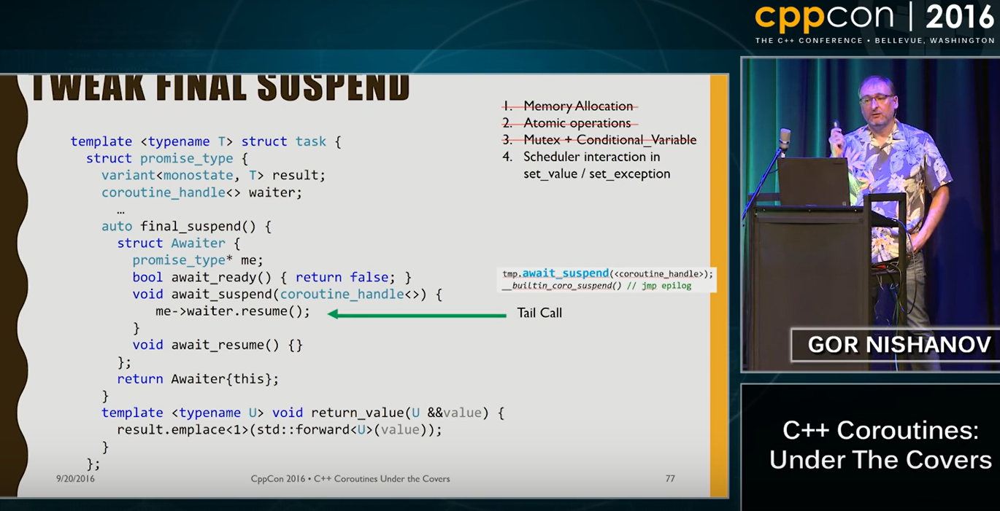 cppcon | 2016
THE C++ CONFERENCE • BELLEVUE, WASHINGTON
TWEAK FINAL SUSPEND
1. Memory Allocation
2. Atomic operations
3. Mutex + Conditional_Variable
4. Scheduler interaction in
set_value / set_exception
template <typename T> struct task {
struct promise_type {
variant<monostate, T> result;
coroutine_handle<> waiter;
…
auto final_suspend() {
struct Awaiter {
promise_type* me;
bool await_ready() { return false; }
void await_suspend(coroutine_handle<>) {
me->waiter.resume();
}
void await_resume() {}
};
return Awaiter{this};
}
template <typename U> void return_value(U &&value) {
result.emplace<1>(std::forward<U>(value));
}
};
tmp.await_suspend(<coroutine_handle>);
__builtin_coro_suspend() // jmp epilog
Tail Call
9/20/2016
CppCon 2016 • C++ Coroutines Under the Covers
77
GOR NISHANOV
C++ Coroutines:
Under The Covers